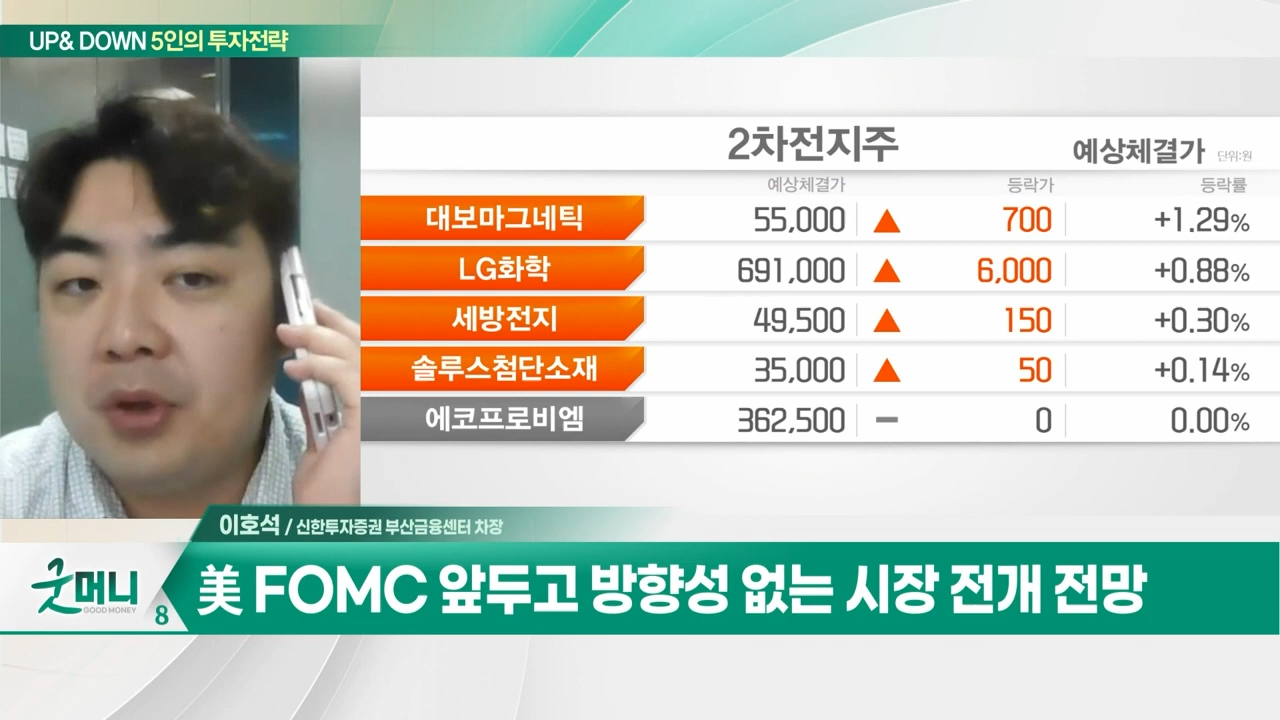 UP& DOWN 5인의 투자전략
2차전지주 예상체결가 단위:원
예상체결가 등락가 등락률
대보마그네틱 55,000 ▲ 700 +1.29%
LG화학 691,000 ▲ 6,000 +0.88%
세방전지 49,500 ▲ 150 +0.30%
솔루스첨단소재 35,000 ▲ 50 +0.14%
에코프로비엠 362,500 - 0 0.00%
이호석 / 신한투자증권 부산금융센터 차장
굿머니
GOOD MONEY
8
美 FOMC 앞두고 방향성 없는 시장 전개 전망